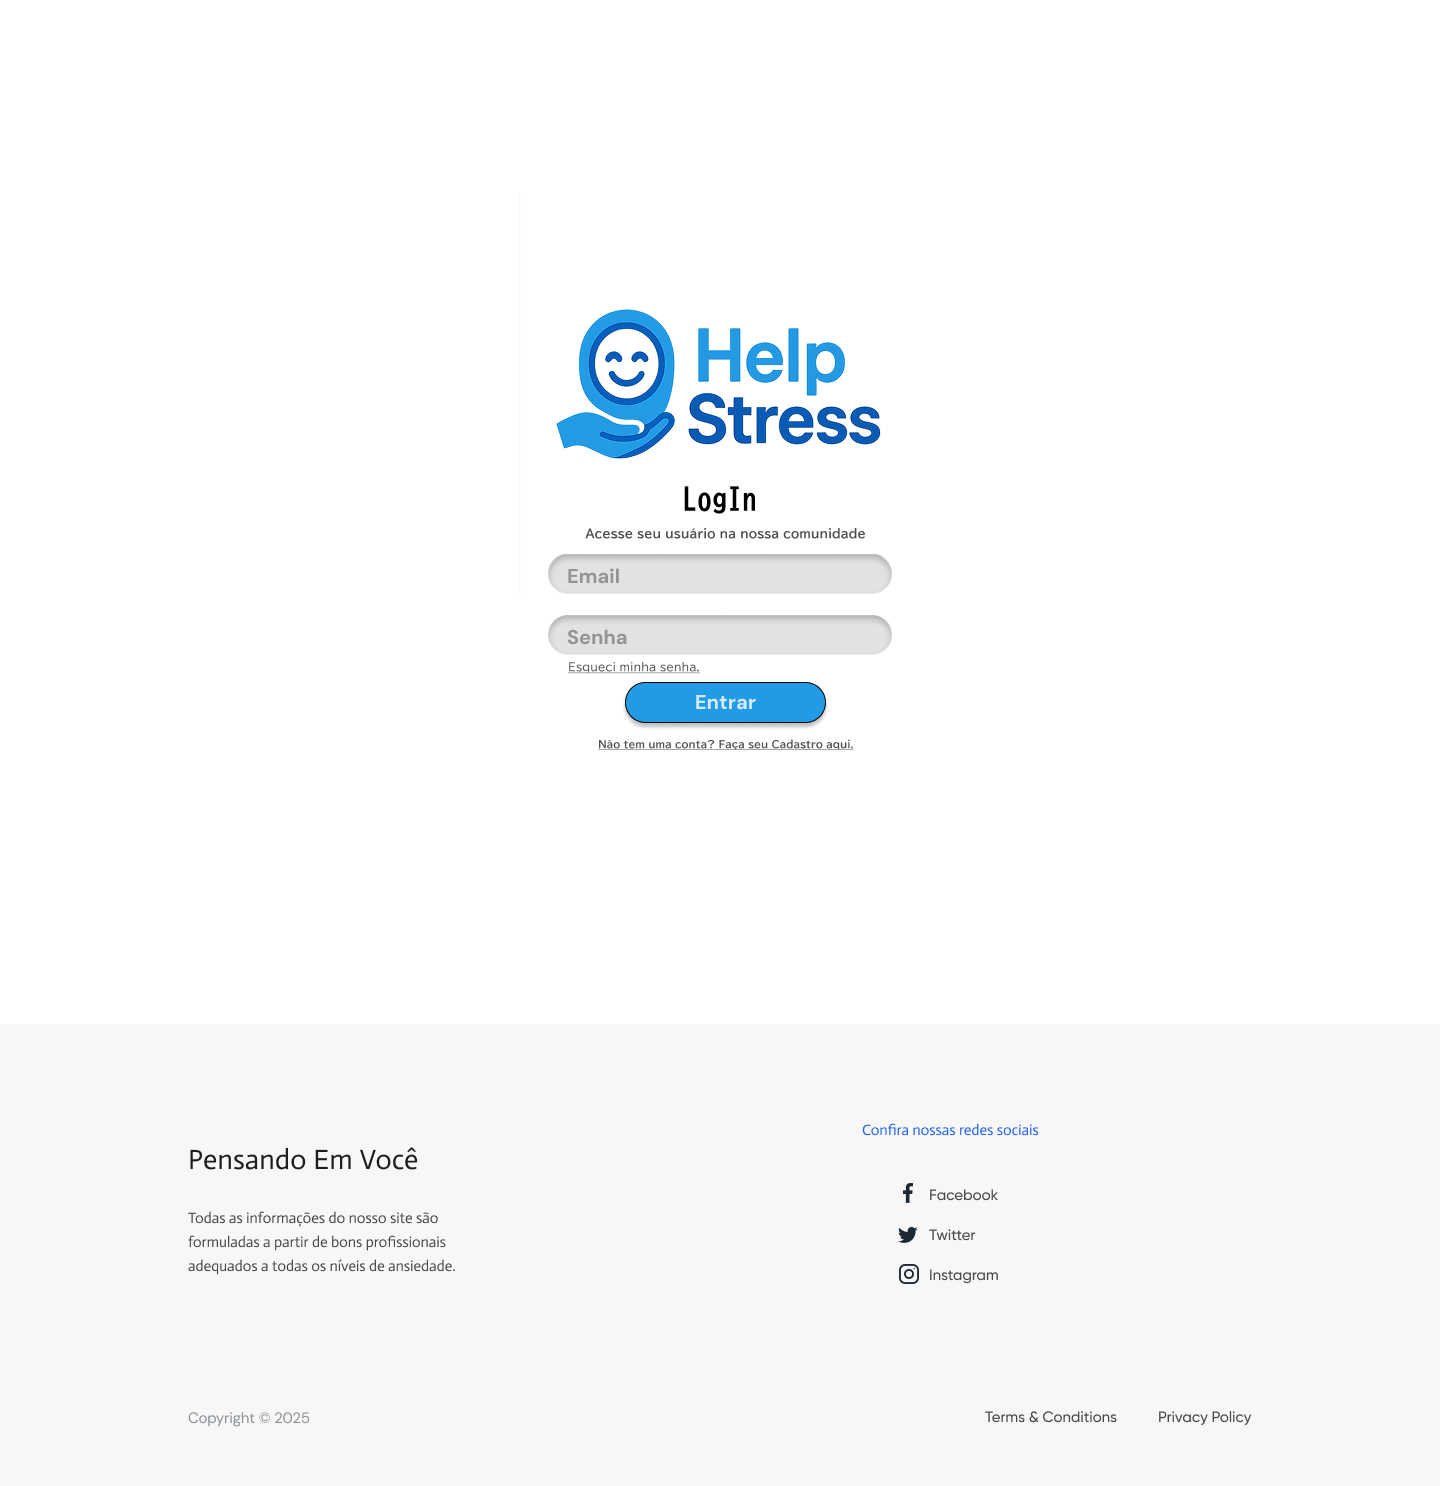 Help
Stress
LogIn
Acesse seu usuário na nossa comunidade
Email
Senha
Esqueci minha senha.
Entrar
Não tem uma conta? Faça seu Cadastro aqui.
Pensando Em Você
Todas as informações do nosso site são
formuladas a partir de bons profissionais
adequados a todas os níveis de ansiedade.
Confira nossas redes sociais
Facebook
Twitter
Instagram
Copyright © 2025
Terms & Conditions
Privacy Policy